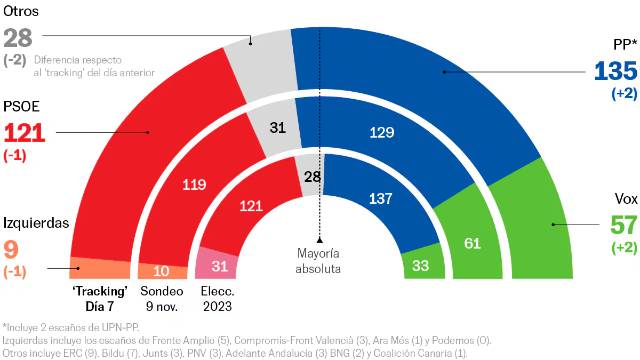 Otros
28
(-2)
Diferencia respecto
al 'tracking' del día anterior
PP*
135
(+2)
PSOE
121
(-1)
31
129
119
121
28
137
Izquierdas
9
(-1)
Vox
57
(+2)
10
31
33
61
Mayoría
absoluta
'Tracking'
Día 7
Sondeo
9 nov.
Elecc.
2023
*Incluye 2 escaños de UPN-PP.
Izquierdas incluye los escaños de Frente Amplio (5), Compromís-Front Valencià (3), Ara Més (1) y Podemos (0).
Otros incluye ERC (9), Bildu (7), Junts (3), PNV (3), Adelante Andalucía (3) BNG (2) y Coalición Canaria (1).